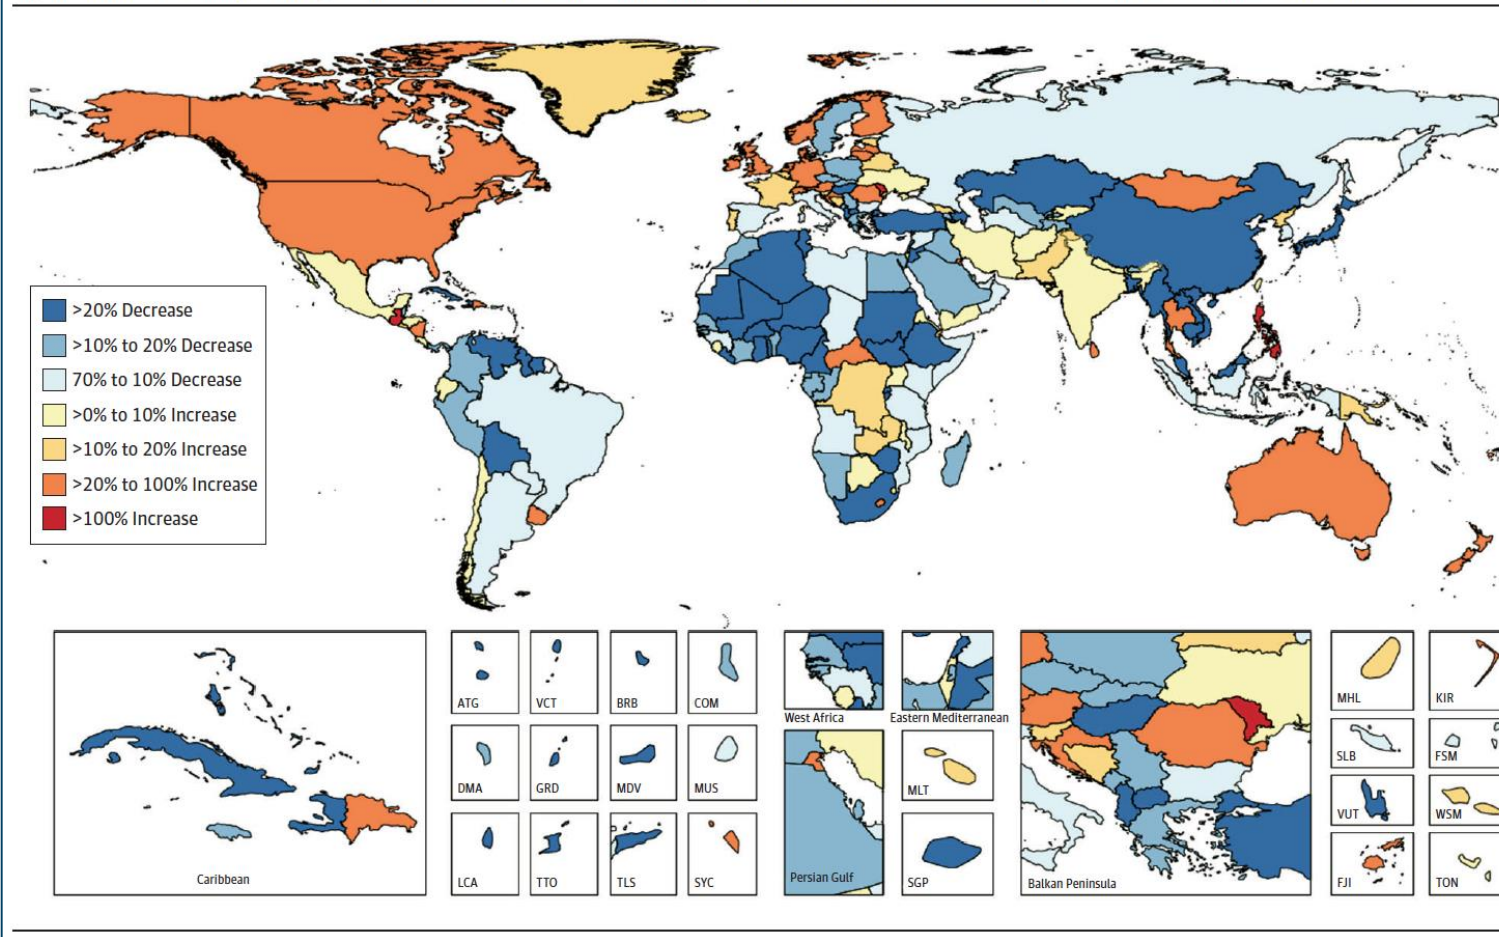 >20% Decrease
>10% to 20% Decrease
70% to 10% Decrease
>0% to 10% Increase
>10% to 20% Increase
>20% to 100% Increase
>100% Increase
Caribbean
ATG
VCT
BRB
COM
DMA
GRD
MDV
MUS
LCA
TTO
TLS
SYC
West Africa
Eastern Mediterranean
Persian Gulf
MLT
SGP
Balkan Peninsula
MHL
KIR
SLB
FSM
VUT
WSM
FJI
TON